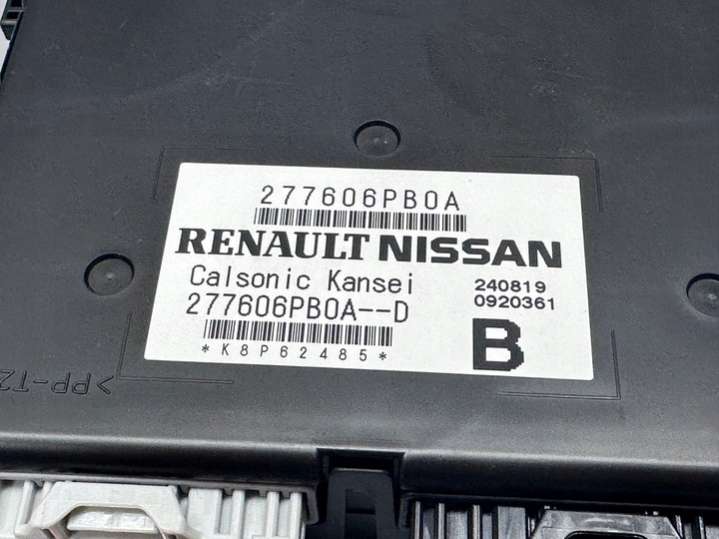 277606PB0A
RENAULT NISSAN
Calsonic Kansei 240819
277606PB0A--D 0920361
B
*K8P62485*